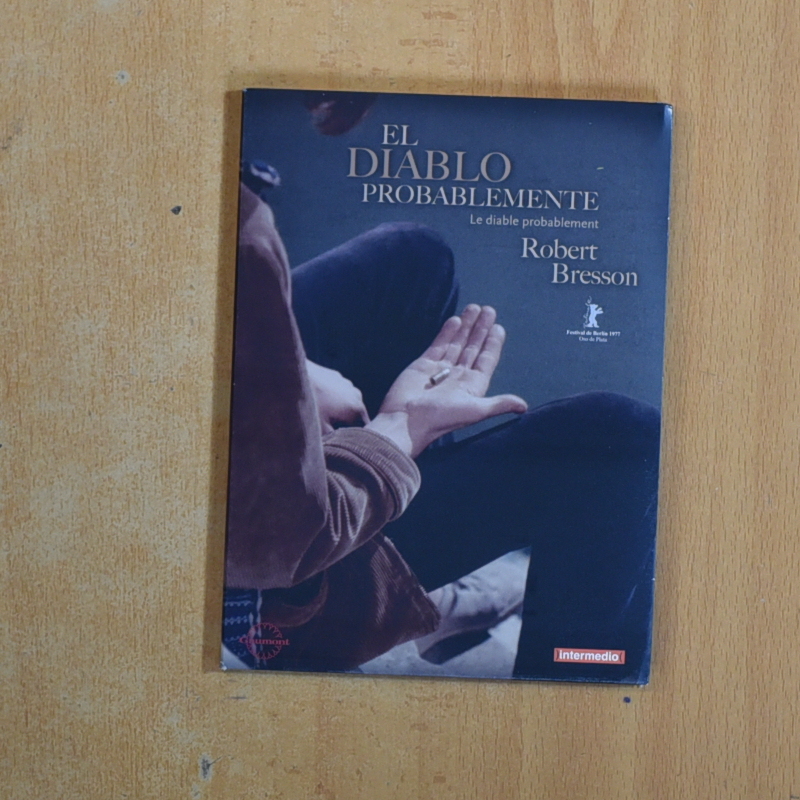 EL
DIABLO
PROBABLEMENTE
Le diable probablement
Robert
Bresson
Festival de Berlín 1977
Oso de Plata
Gaumont
intermedio